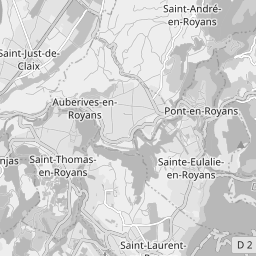 Saint-André-
en-Royans
Saint-Just-de-
Claix
Auberives-en-
Royans
Pont-en-Royans
Saint-Thomas-
en-Royans
Sainte-Eulalie-
en-Royans
D 2
Saint-Laurent-